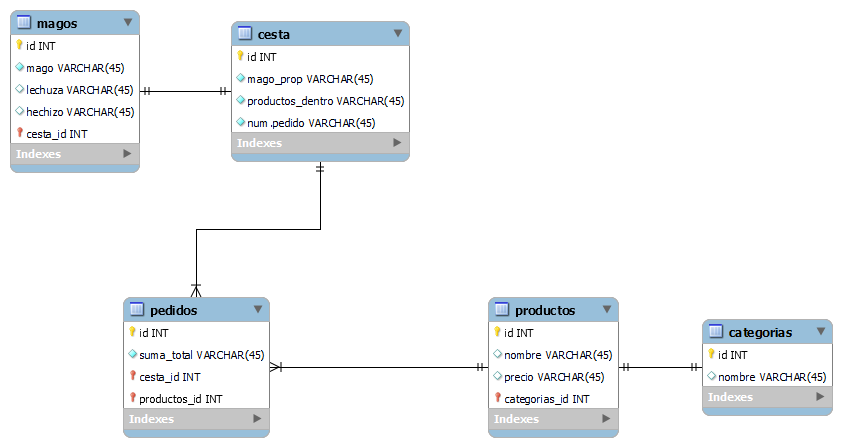 magos
id INT
mago VARCHAR(45)
lechuza VARCHAR(45)
hechizo VARCHAR(45)
cesta_id INT
Indexes
cesta
id INT
mago_prop VARCHAR(45)
productos_dentro VARCHAR(45)
num.pedido VARCHAR(45)
Indexes
pedidos
id INT
suma_total VARCHAR(45)
cesta_id INT
productos_id INT
Indexes
productos
id INT
nombre VARCHAR(45)
precio VARCHAR(45)
categorias_id INT
Indexes
categorias
id INT
nombre VARCHAR(45)
Indexes